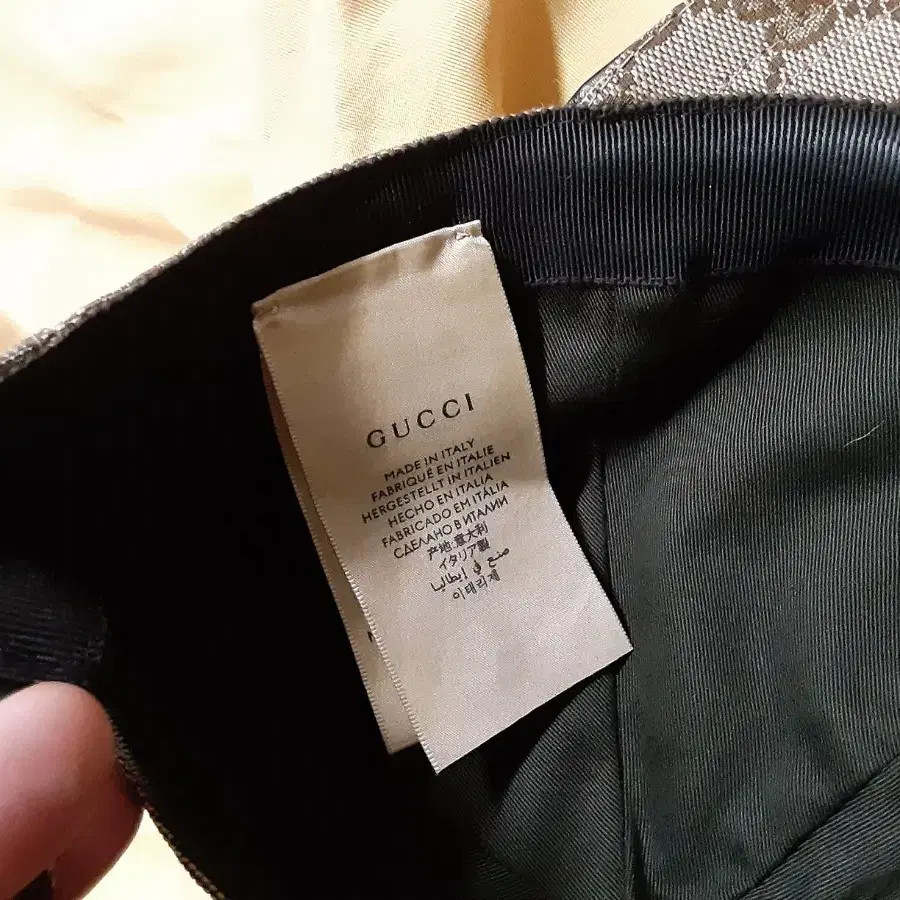 GUCCI
MADE IN ITALY
FABRIQUÉ EN ITALIE
HERGESTELLT IN ITALIEN
HECHO EN ITALIA
FABRICADO EM ITÁLIA
СДЕЛАНО В ИТАЛИИ
产地:意大利
イタリア製
صنع في إيطاليا
이태리제